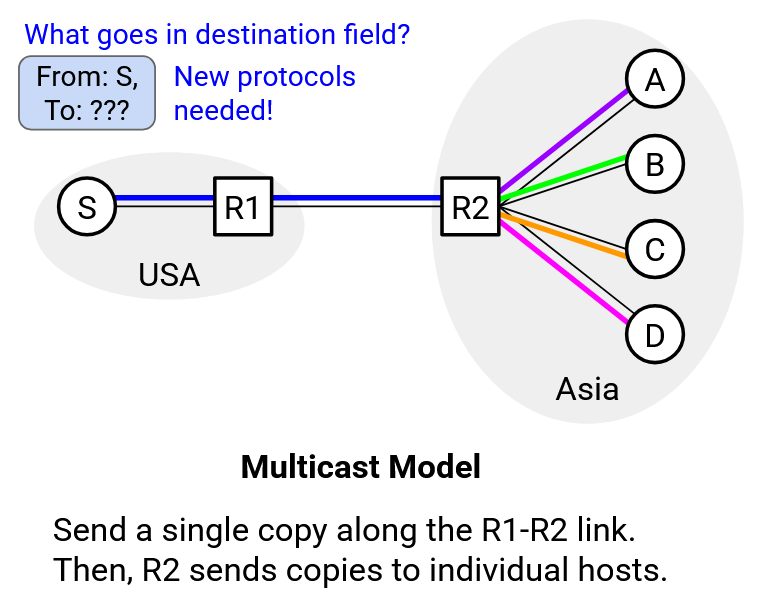 What goes in destination field?
From: S,
To: ???
New protocols
needed!
S
R1
USA
R2
A
B
C
D
Asia
Multicast Model
Send a single copy along the R1-R2 link.
Then, R2 sends copies to individual hosts.